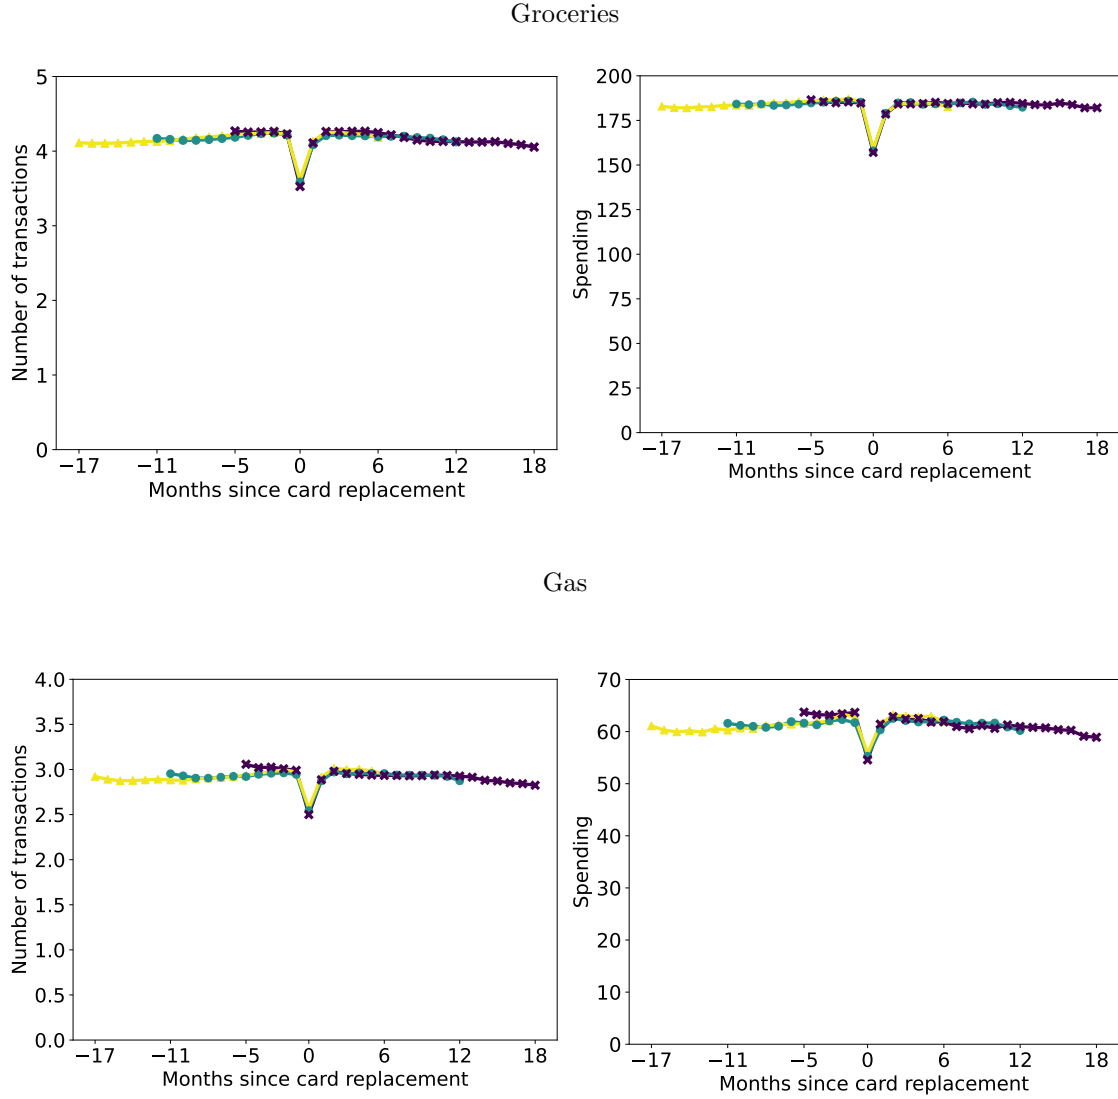 Groceries
Number of transactions
5
4
3
2
1
0
−17 −11 −5 0 6 12 18
Months since card replacement
Spending
200
175
150
125
100
75
50
25
0
−17 −11 −5 0 6 12 18
Months since card replacement
Gas
Number of transactions
4.0
3.5
3.0
2.5
2.0
1.5
1.0
0.5
0.0
−17 −11 −5 0 6 12 18
Months since card replacement
Spending
70
60
50
40
30
20
10
0
−17 −11 −5 0 6 12 18
Months since card replacement